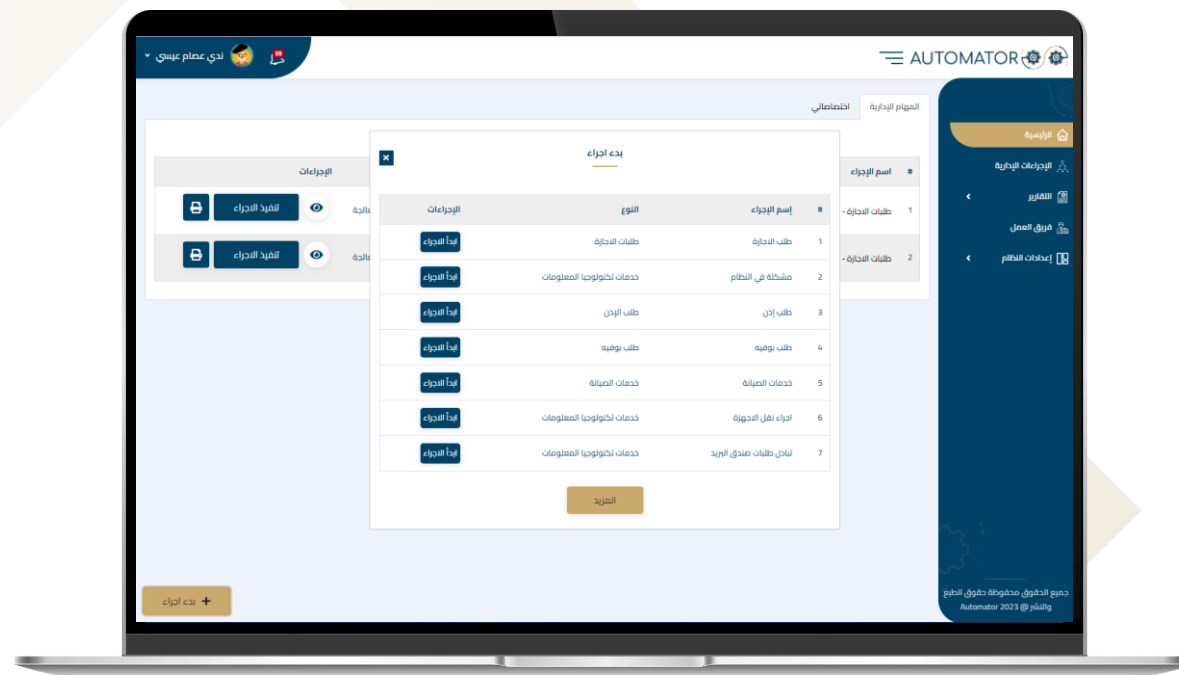 AUTOMATOR
ندي عصام عيسي
59
الرئيسية
الإجراءات الإدارية
التقارير
فريق العمل
إعدادات النظام
جميع الحقوق محفوظة حقوق الطبع
والنشر @ Automator 2023
المهام الإدارية اختصاصاتي
# اسم الإجراء الإجراءات
1 طلبات الاجازة - تنفيذ الاجراء
2 طلبات الاجازة - تنفيذ الاجراء
بدء اجراء
# إسم الإجراء النوع الإجراءات
1 طلب الاجازة طلبات الاجازة ابدأ الاجراء
2 مشكلة في النظام خدمات تكنولوجيا المعلومات ابدأ الاجراء
3 طلب إذن طلب الإذن ابدأ الاجراء
4 طلب بوفيه طلب بوفيه ابدأ الاجراء
5 خدمات الصيانة خدمات الصيانة ابدأ الاجراء
6 اجراء نقل الاجهزة خدمات تكنولوجيا المعلومات ابدأ الاجراء
7 تبادل طلبات صندق البريد خدمات تكنولوجيا المعلومات ابدأ الاجراء
المزيد
+ بدء اجراء